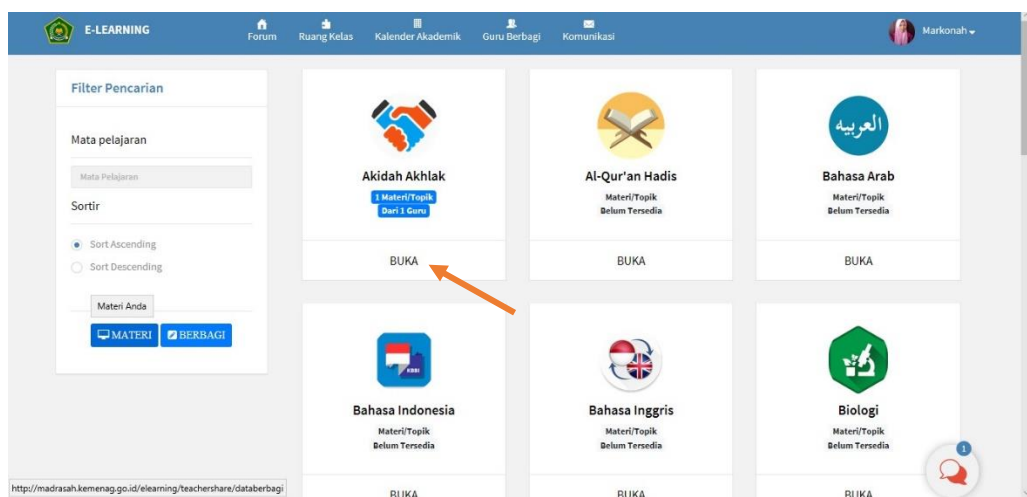 E-LEARNING
Forum
Ruang Kelas
Kalender Akademik
Guru Berbagi
Komunikasi
Markonah
Filter Pencarian
Mata pelajaran
Mata Pelajaran
Sortir
Sort Ascending
Sort Descending
Materi Anda
MATERI
BERBAGI
Akidah Akhlak
1 Materi/Topik
Dari 1 Guru
BUKA
Al-Qur'an Hadis
Materi/Topik
Belum Tersedia
BUKA
العربيه
Bahasa Arab
Materi/Topik
Belum Tersedia
BUKA
KBBI
Bahasa Indonesia
Materi/Topik
Belum Tersedia
BUKA
Bahasa Inggris
Materi/Topik
Belum Tersedia
BUKA
Biologi
Materi/Topik
Belum Tersedia
BUKA
1
http://madrasah.kemenag.go.id/elearning/teachershare/databerbagi